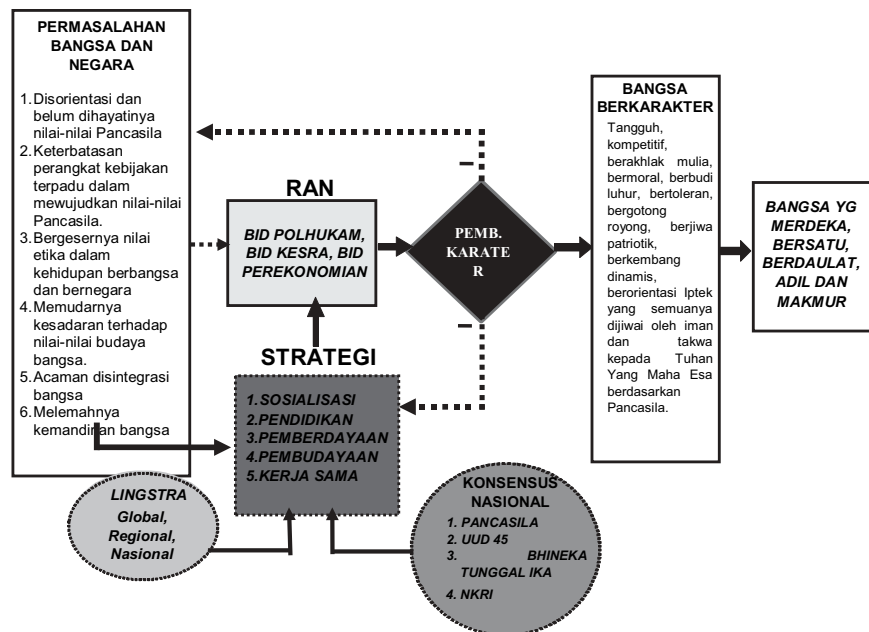 PERMASALAHAN
BANGSA DAN
NEGARA
1.Disorientasi dan
belum dihayatinya
nilai-nilai Pancasila
2.Keterbatasan
perangkat kebijakan
terpadu dalam
mewujudkan nilai-nilai
Pancasila.
3.Bergesernya nilai
etika dalam
kehidupan berbangsa
dan bernegara
4.Memudarnya
kesadaran terhadap
nilai-nilai budaya
bangsa.
5.Acaman disintegrasi
bangsa
6.Melemahnya
kemandirian bangsa
RAN
BID POLHUKAM,
BID KESRA, BID
PEREKONOMIAN
STRATEGI
1.SOSIALISASI
2.PENDIDIKAN
3.PEMBERDAYAAN
4.PEMBUDAYAAN
5.KERJA SAMA
LINGSTRA
Global,
Regional,
Nasional
KONSENSUS
NASIONAL
1. PANCASILA
2. UUD 45
3. BHINEKA
TUNGGAL IKA
4. NKRI
–
PEMB.
KARATE
R
–
BANGSA
BERKARAKTER
Tangguh,
kompetitif,
berakhlak mulia,
bermoral, berbudi
luhur, bertoleran,
bergotong
royong, berjiwa
patriotik,
berkembang
dinamis,
berorientasi Iptek
yang semuanya
dijiwai oleh iman
dan takwa
kepada Tuhan
Yang Maha Esa
berdasarkan
Pancasila.
BANGSA YG
MERDEKA,
BERSATU,
BERDAULAT,
ADIL DAN
MAKMUR